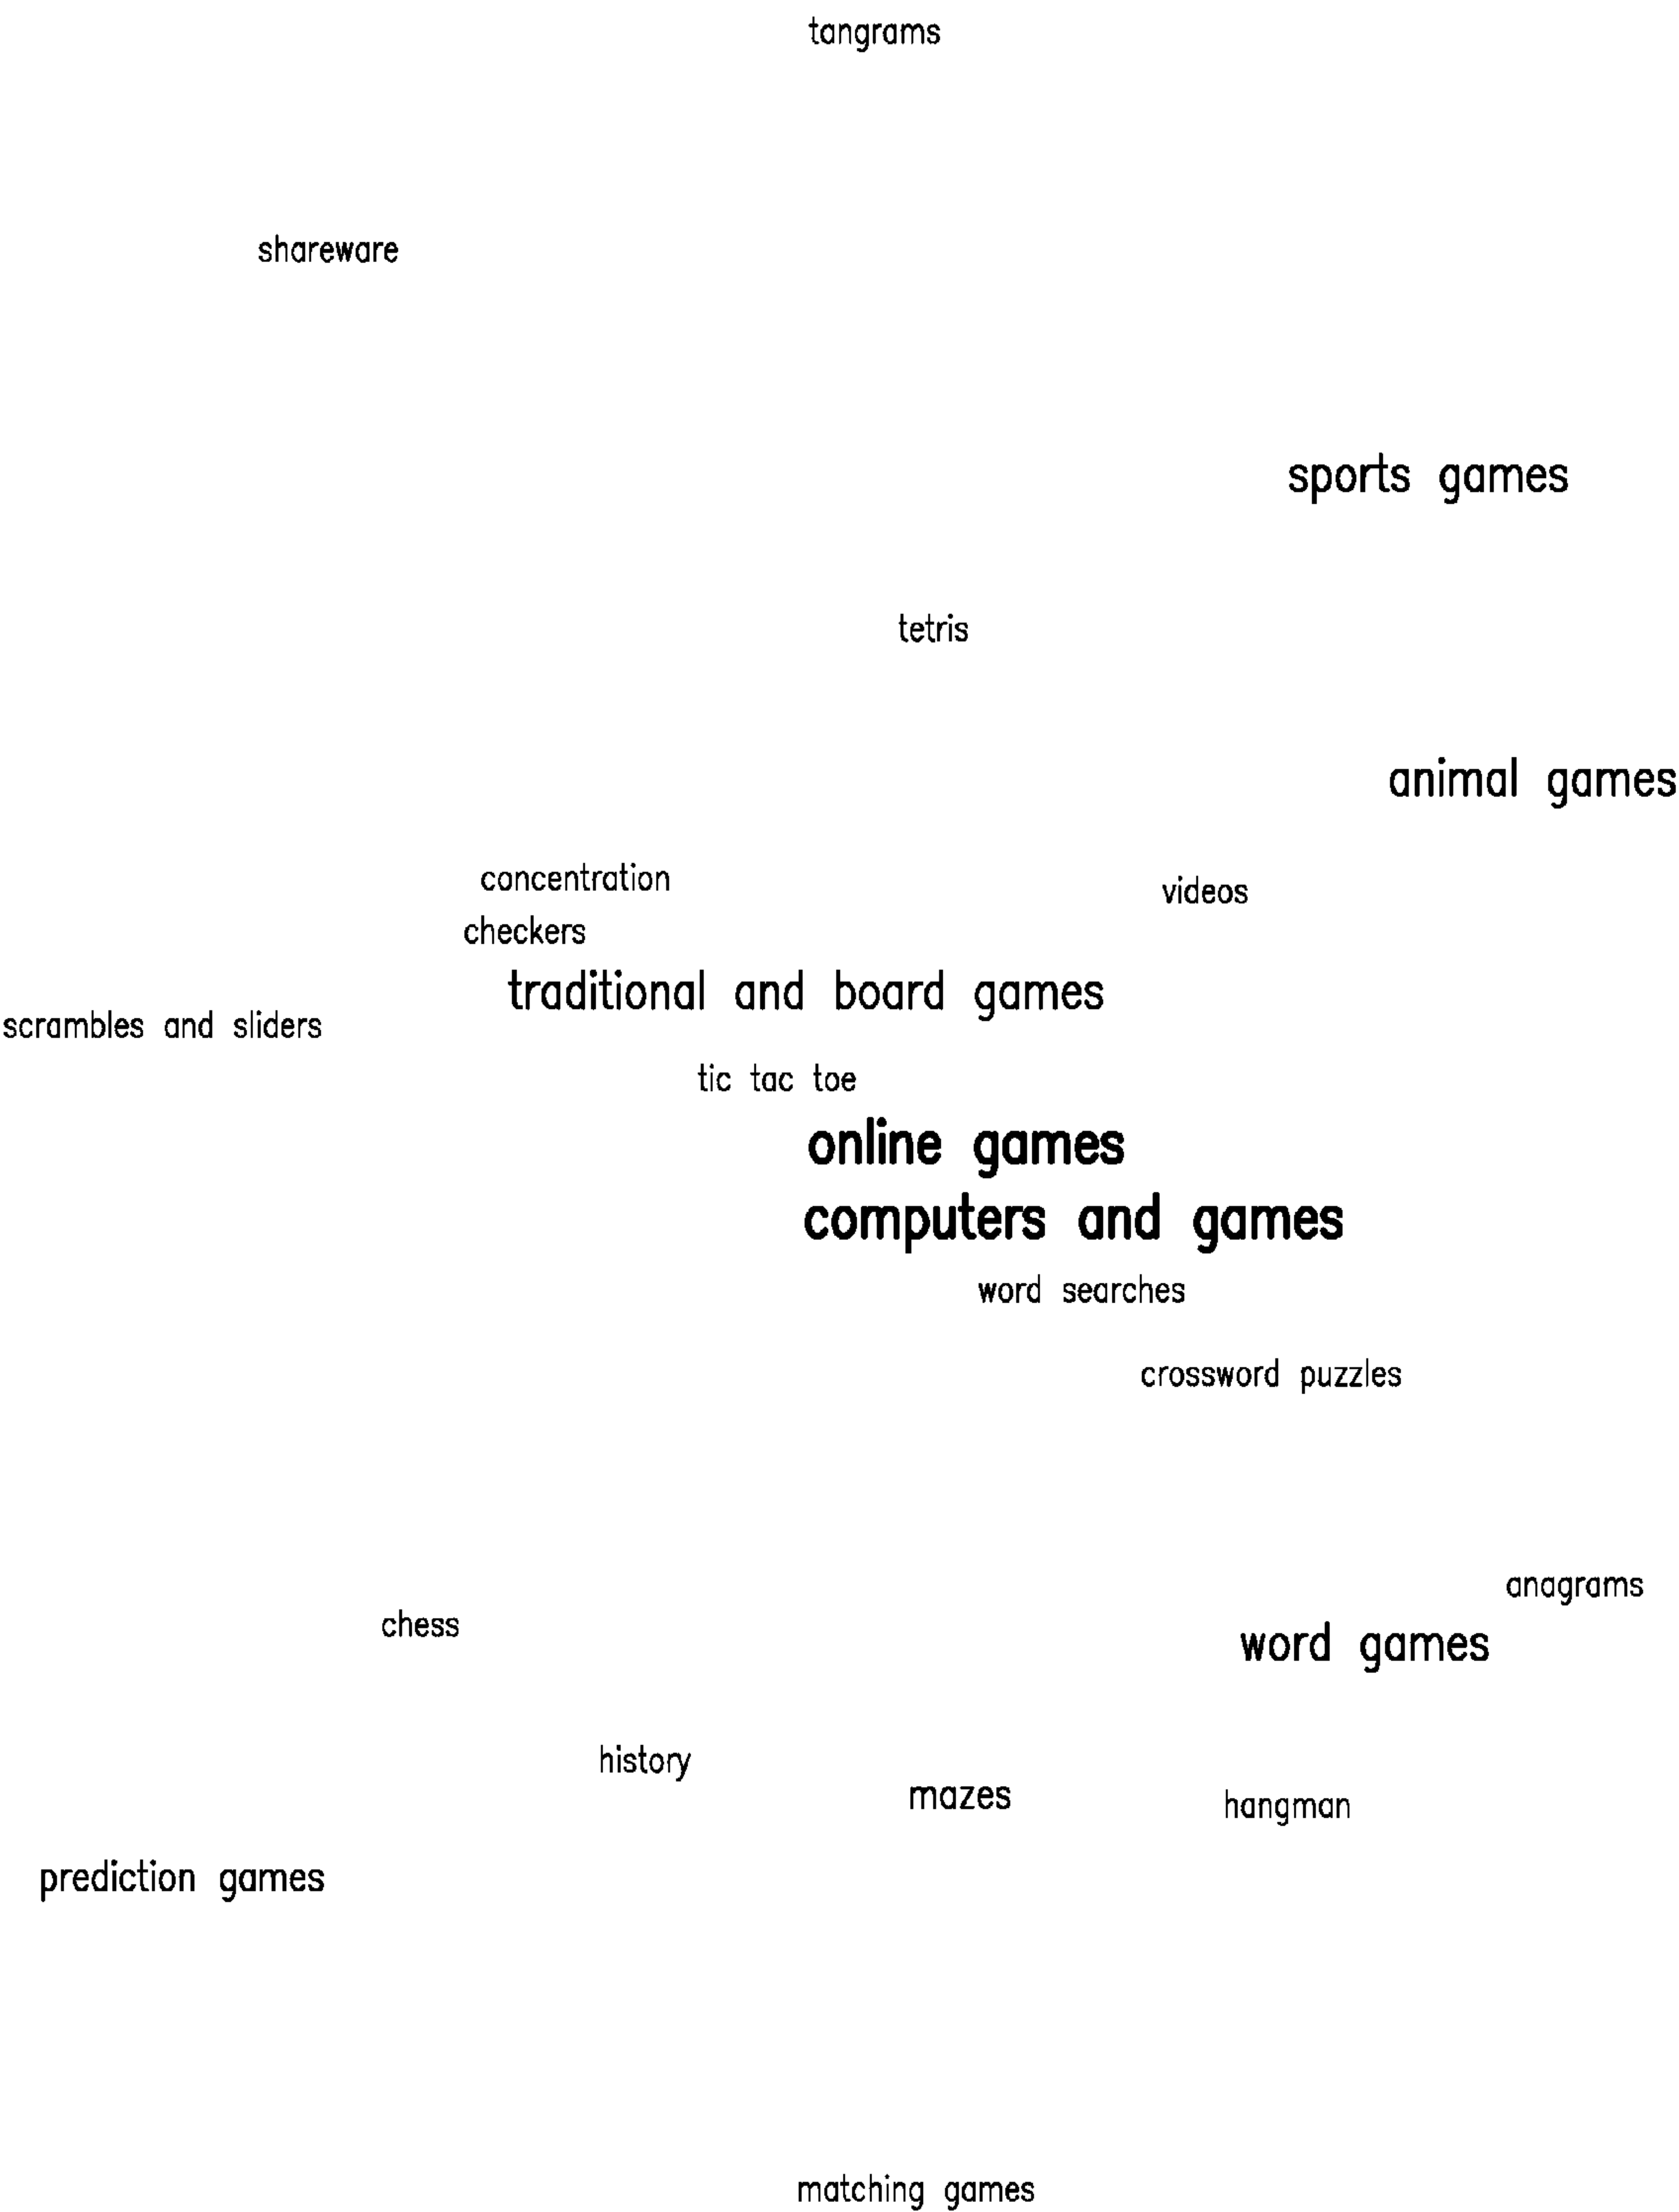 tangrams
shareware
sports games
tetris
animal games
concentration
videos
checkers
traditional and board games
scrambles and sliders
tic tac toe
online games
computers and games
word searches
crossword puzzles
anagrams
chess
word games
history
mazes
hangman
prediction games
matching games